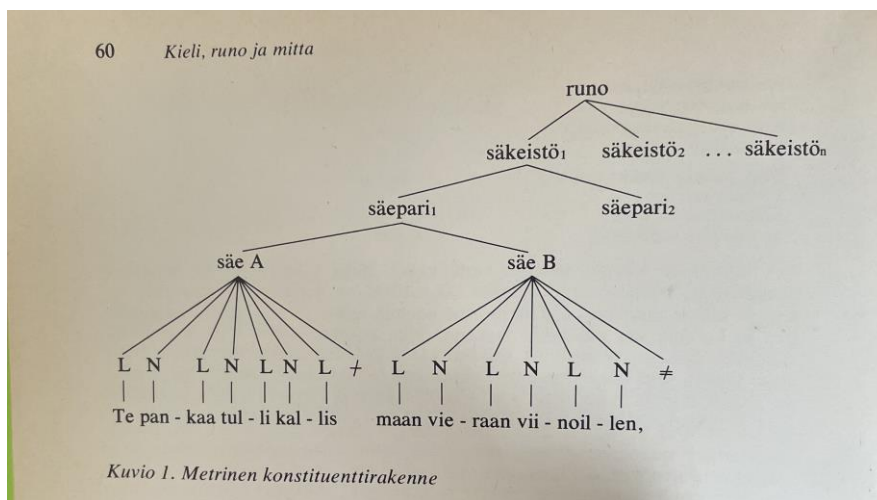 60 Kieli, runo ja mitta
runo
säkeistö₁ säkeistö₂ ... säkeistöₙ
säepari₁ säepari₂
säe A säe B
L N L N L N L / L N L N L N ≠
Te pan - kaa tul - li kal - lis maan vie - raan vii - noil - len,
Kuvio 1. Metrinen konstituenttirakenne